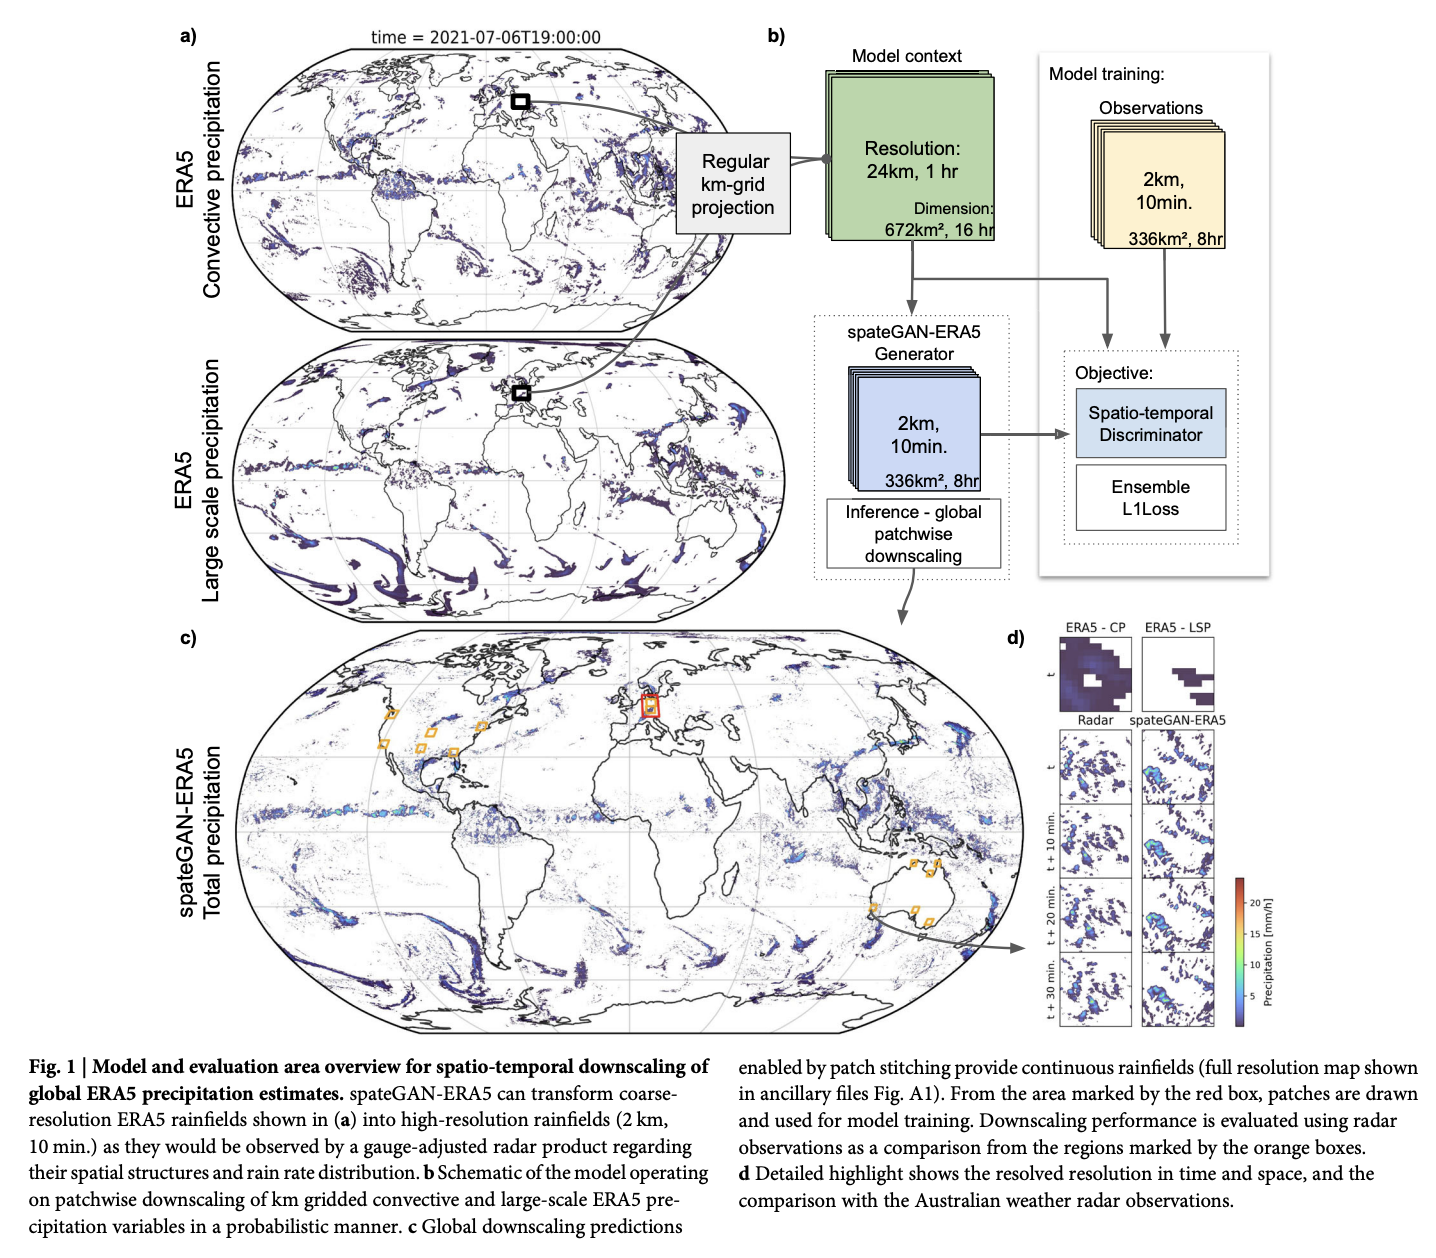 a)
time = 2021-07-06T19:00:00
ERA5
Convective precipitation
ERA5
Large scale precipitation
Regular
km-grid
projection
b)
Model context
Resolution:
24km, 1 hr
Dimension:
672km², 16 hr
Model training:
Observations
2km,
10min.
336km², 8hr
spateGAN-ERA5
Generator
2km,
10min.
336km², 8hr
Inference - global
patchwise
downscaling
Objective:
Spatio-temporal
Discriminator
Ensemble
L1Loss
c)
spateGAN-ERA5
Total precipitation
d)
ERA5 - CP
ERA5 - LSP
t
Radar
spateGAN-ERA5
t
t + 10 min.
t + 20 min.
t + 30 min.
20
15
10
5
Precipitation [mm/h]
Fig. 1 | Model and evaluation area overview for spatio-temporal downscaling of
global ERA5 precipitation estimates. spateGAN-ERA5 can transform coarse-
resolution ERA5 rainfields shown in (a) into high-resolution rainfields (2 km,
10 min.) as they would be observed by a gauge-adjusted radar product regarding
their spatial structures and rain rate distribution. b Schematic of the model operating
on patchwise downscaling of km gridded convective and large-scale ERA5 pre-
cipitation variables in a probabilistic manner. c Global downscaling predictions
enabled by patch stitching provide continuous rainfields (full resolution map shown
in ancillary files Fig. A1). From the area marked by the red box, patches are drawn
and used for model training. Downscaling performance is evaluated using radar
observations as a comparison from the regions marked by the orange boxes.
d Detailed highlight shows the resolved resolution in time and space, and the
comparison with the Australian weather radar observations.